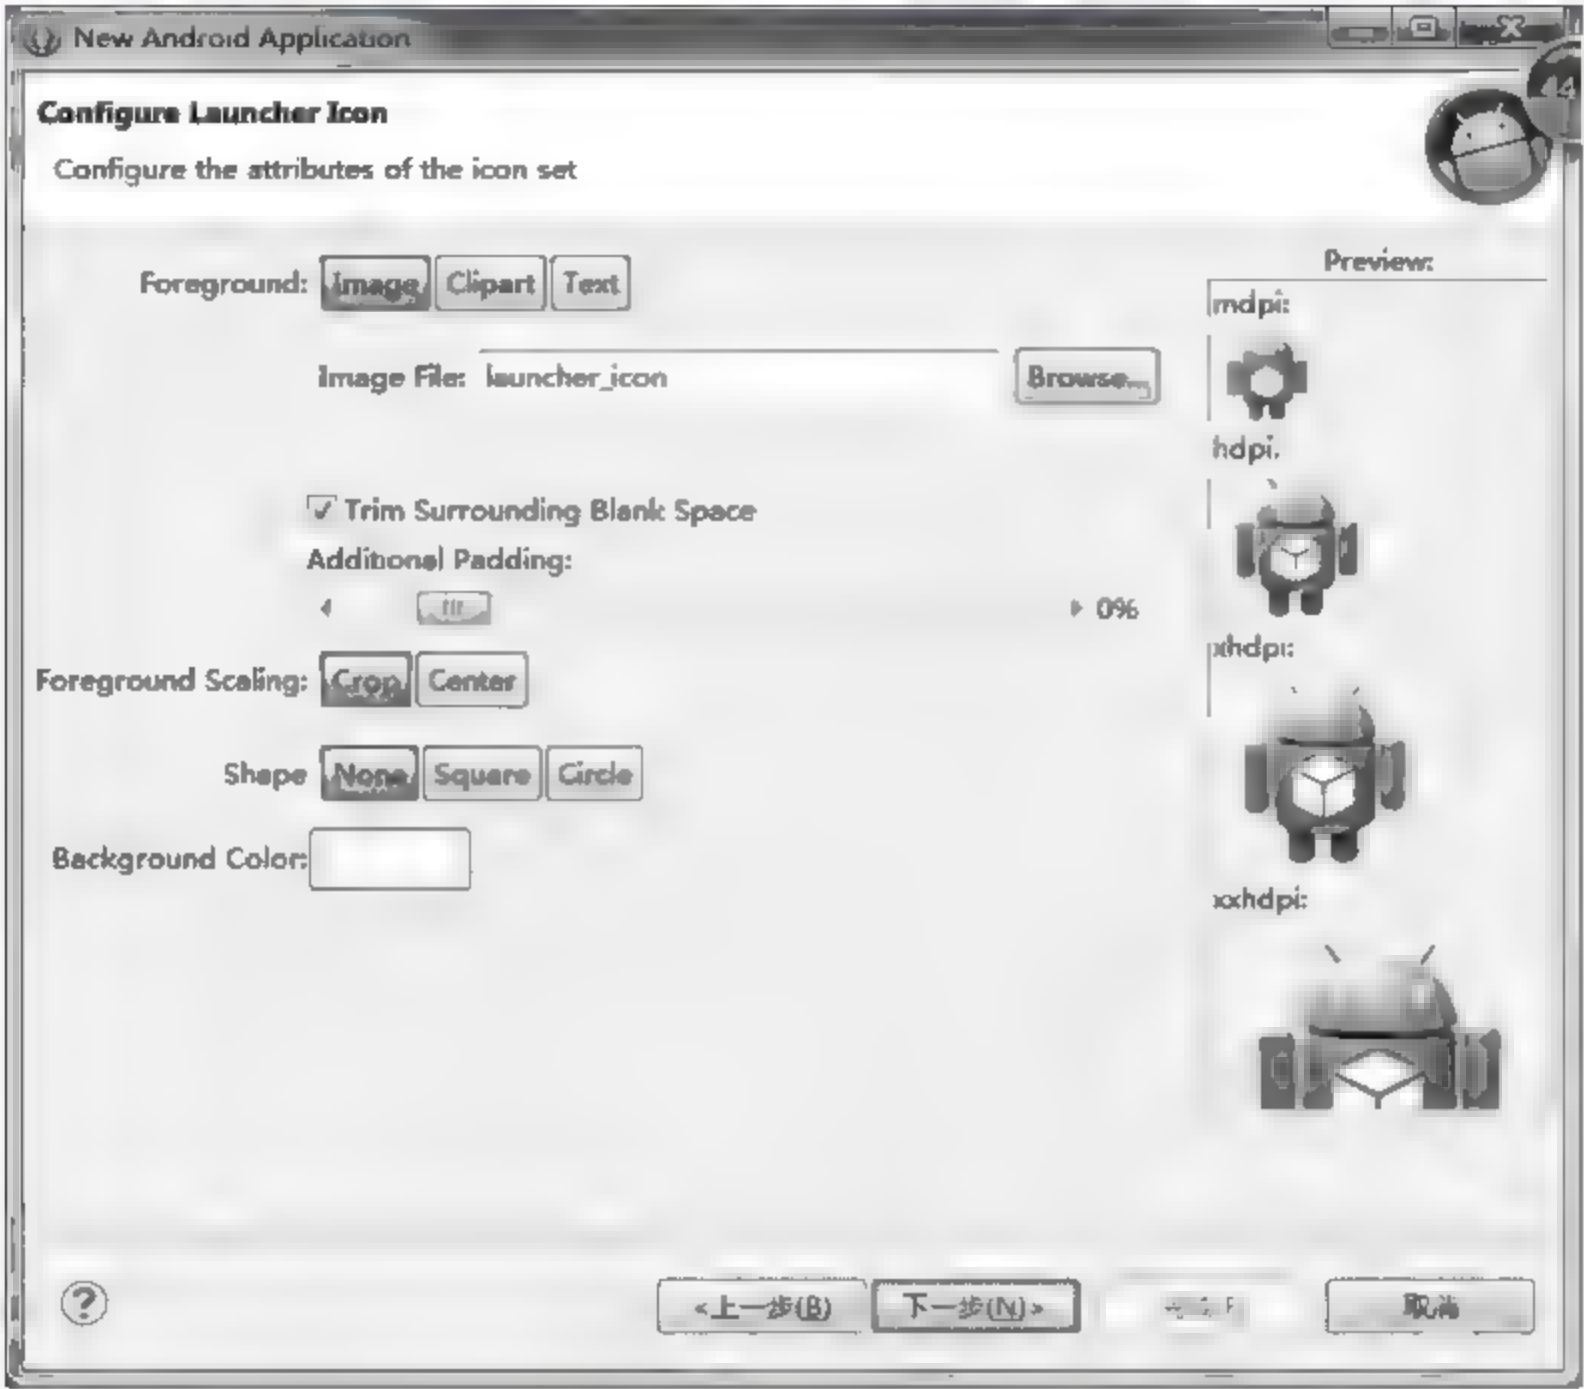 New Android Application
Configure Launcher Icon
Configure the attributes of the icon set
Foreground: Image Clipart Text
Image File: launcher_icon Browse...
Trim Surrounding Blank Space
Additional Padding:
0%
Foreground Scaling: Crop Center
Shape None Square Circle
Background Color:
Preview:
mdpi:
hdpi:
xhdpi:
xxhdpi:
? <上一步(B) 下一步(N)> 取消